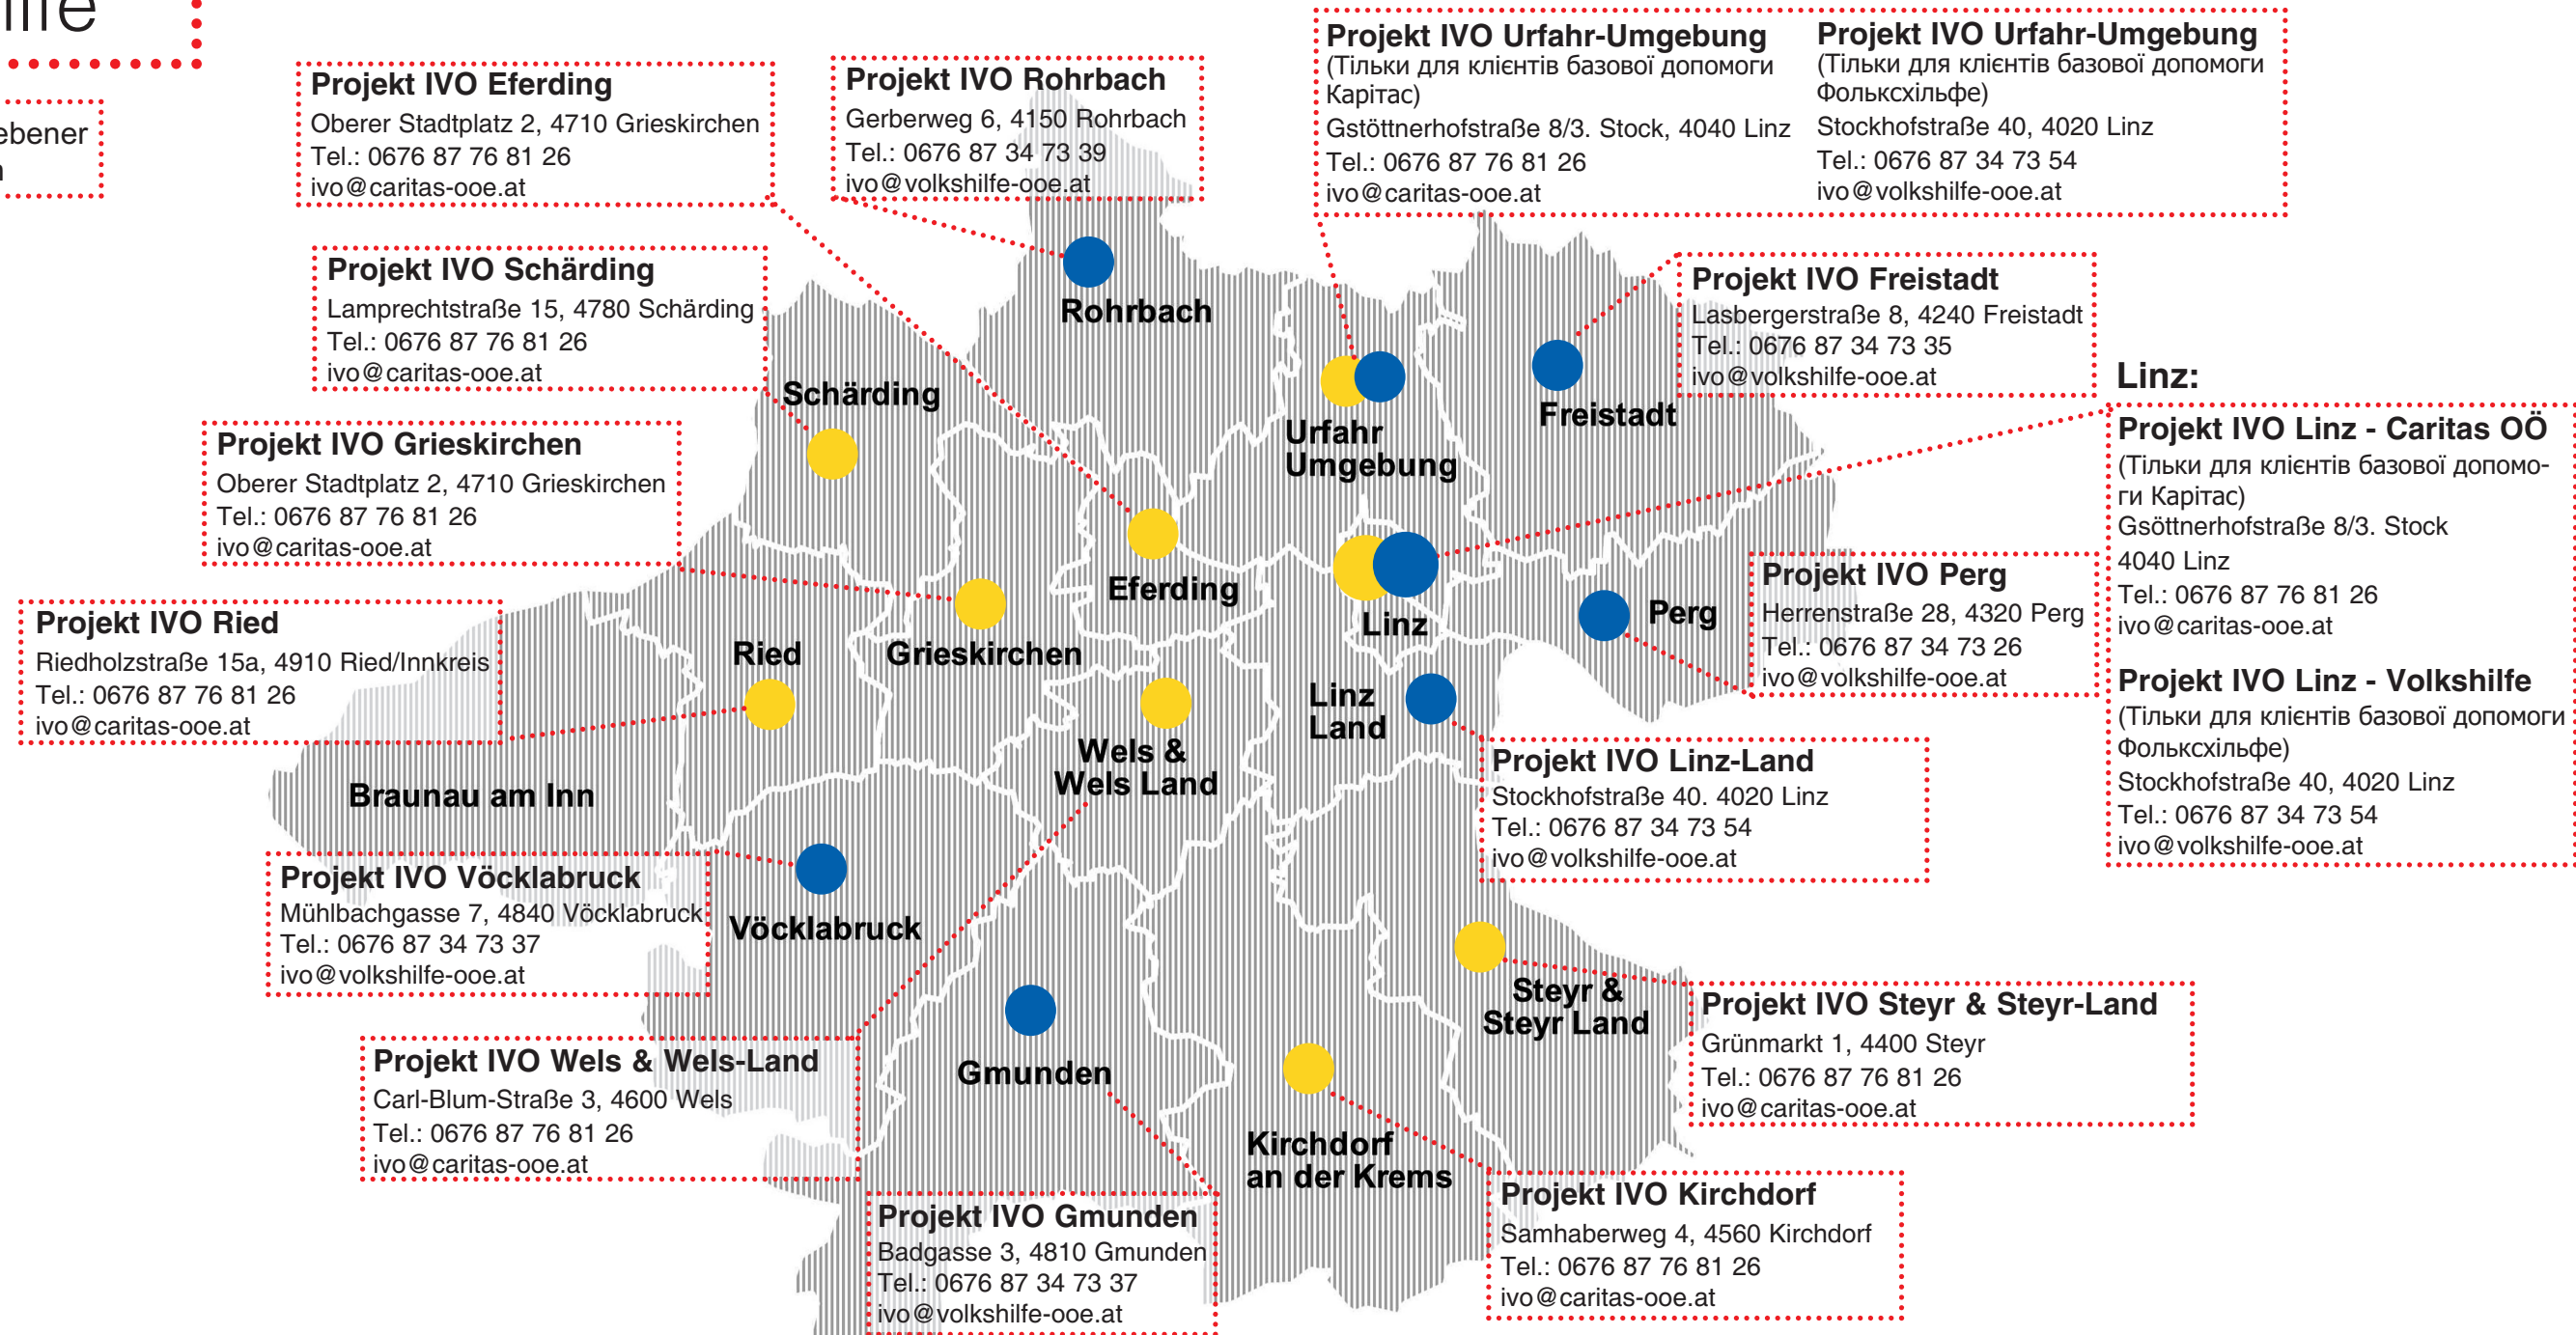 Projekt IVO Eferding
Oberer Stadtplatz 2, 4710 Grieskirchen
Tel.: 0676 87 76 81 26
ivo@caritas-ooe.at
Projekt IVO Rohrbach
Gerberweg 6, 4150 Rohrbach
Tel.: 0676 87 34 73 39
ivo@volkshilfe-ooe.at
Projekt IVO Urfahr-Umgebung
(Тільки для клієнтів базової допомоги
Карітас)
Gstöttnerhofstraße 8/3. Stock, 4040 Linz
Tel.: 0676 87 76 81 26
ivo@caritas-ooe.at
Projekt IVO Urfahr-Umgebung
(Тільки для клієнтів базової допомоги
Фольксхільфе)
Stockhofstraße 40, 4020 Linz
Tel.: 0676 87 34 73 54
ivo@volkshilfe-ooe.at
Projekt IVO Schärding
Lamprechtstraße 15, 4780 Schärding
Tel.: 0676 87 76 81 26
ivo@caritas-ooe.at
Projekt IVO Freistadt
Lasbergerstraße 8, 4240 Freistadt
Tel.: 0676 87 34 73 35
ivo@volkshilfe-ooe.at
Projekt IVO Grieskirchen
Oberer Stadtplatz 2, 4710 Grieskirchen
Tel.: 0676 87 76 81 26
ivo@caritas-ooe.at
Linz:
Projekt IVO Linz - Caritas OÖ
(Тільки для клієнтів базової допомо-
ги Карітас)
Gsöttnerhofstraße 8/3. Stock
4040 Linz
Tel.: 0676 87 76 81 26
ivo@caritas-ooe.at
Projekt IVO Linz - Volkshilfe
(Тільки для клієнтів базової допомоги
Фольксхільфе)
Stockhofstraße 40, 4020 Linz
Tel.: 0676 87 34 73 54
ivo@volkshilfe-ooe.at
Projekt IVO Ried
Riedholzstraße 15a, 4910 Ried/Innkreis
Tel.: 0676 87 76 81 26
ivo@caritas-ooe.at
Projekt IVO Perg
Herrenstraße 28, 4320 Perg
Tel.: 0676 87 34 73 26
ivo@volkshilfe-ooe.at
Projekt IVO Linz-Land
Stockhofstraße 40. 4020 Linz
Tel.: 0676 87 34 73 54
ivo@volkshilfe-ooe.at
Projekt IVO Vöcklabruck
Mühlbachgasse 7, 4840 Vöcklabruck
Tel.: 0676 87 34 73 37
ivo@volkshilfe-ooe.at
Projekt IVO Steyr & Steyr-Land
Grünmarkt 1, 4400 Steyr
Tel.: 0676 87 76 81 26
ivo@caritas-ooe.at
Projekt IVO Wels & Wels-Land
Carl-Blum-Straße 3, 4600 Wels
Tel.: 0676 87 76 81 26
ivo@caritas-ooe.at
Projekt IVO Gmunden
Badgasse 3, 4810 Gmunden
Tel.: 0676 87 34 73 37
ivo@volkshilfe-ooe.at
Projekt IVO Kirchdorf
Samhaberweg 4, 4560 Kirchdorf
Tel.: 0676 87 76 81 26
ivo@caritas-ooe.at
Rohrbach
Schärding
Urfahr
Umgebung
Freistadt
Eferding
Linz
Perg
Ried
Grieskirchen
Linz
Land
Wels &
Wels Land
Braunau am Inn
Vöcklabruck
Steyr &
Steyr Land
Gmunden
Kirchdorf
an der Krems